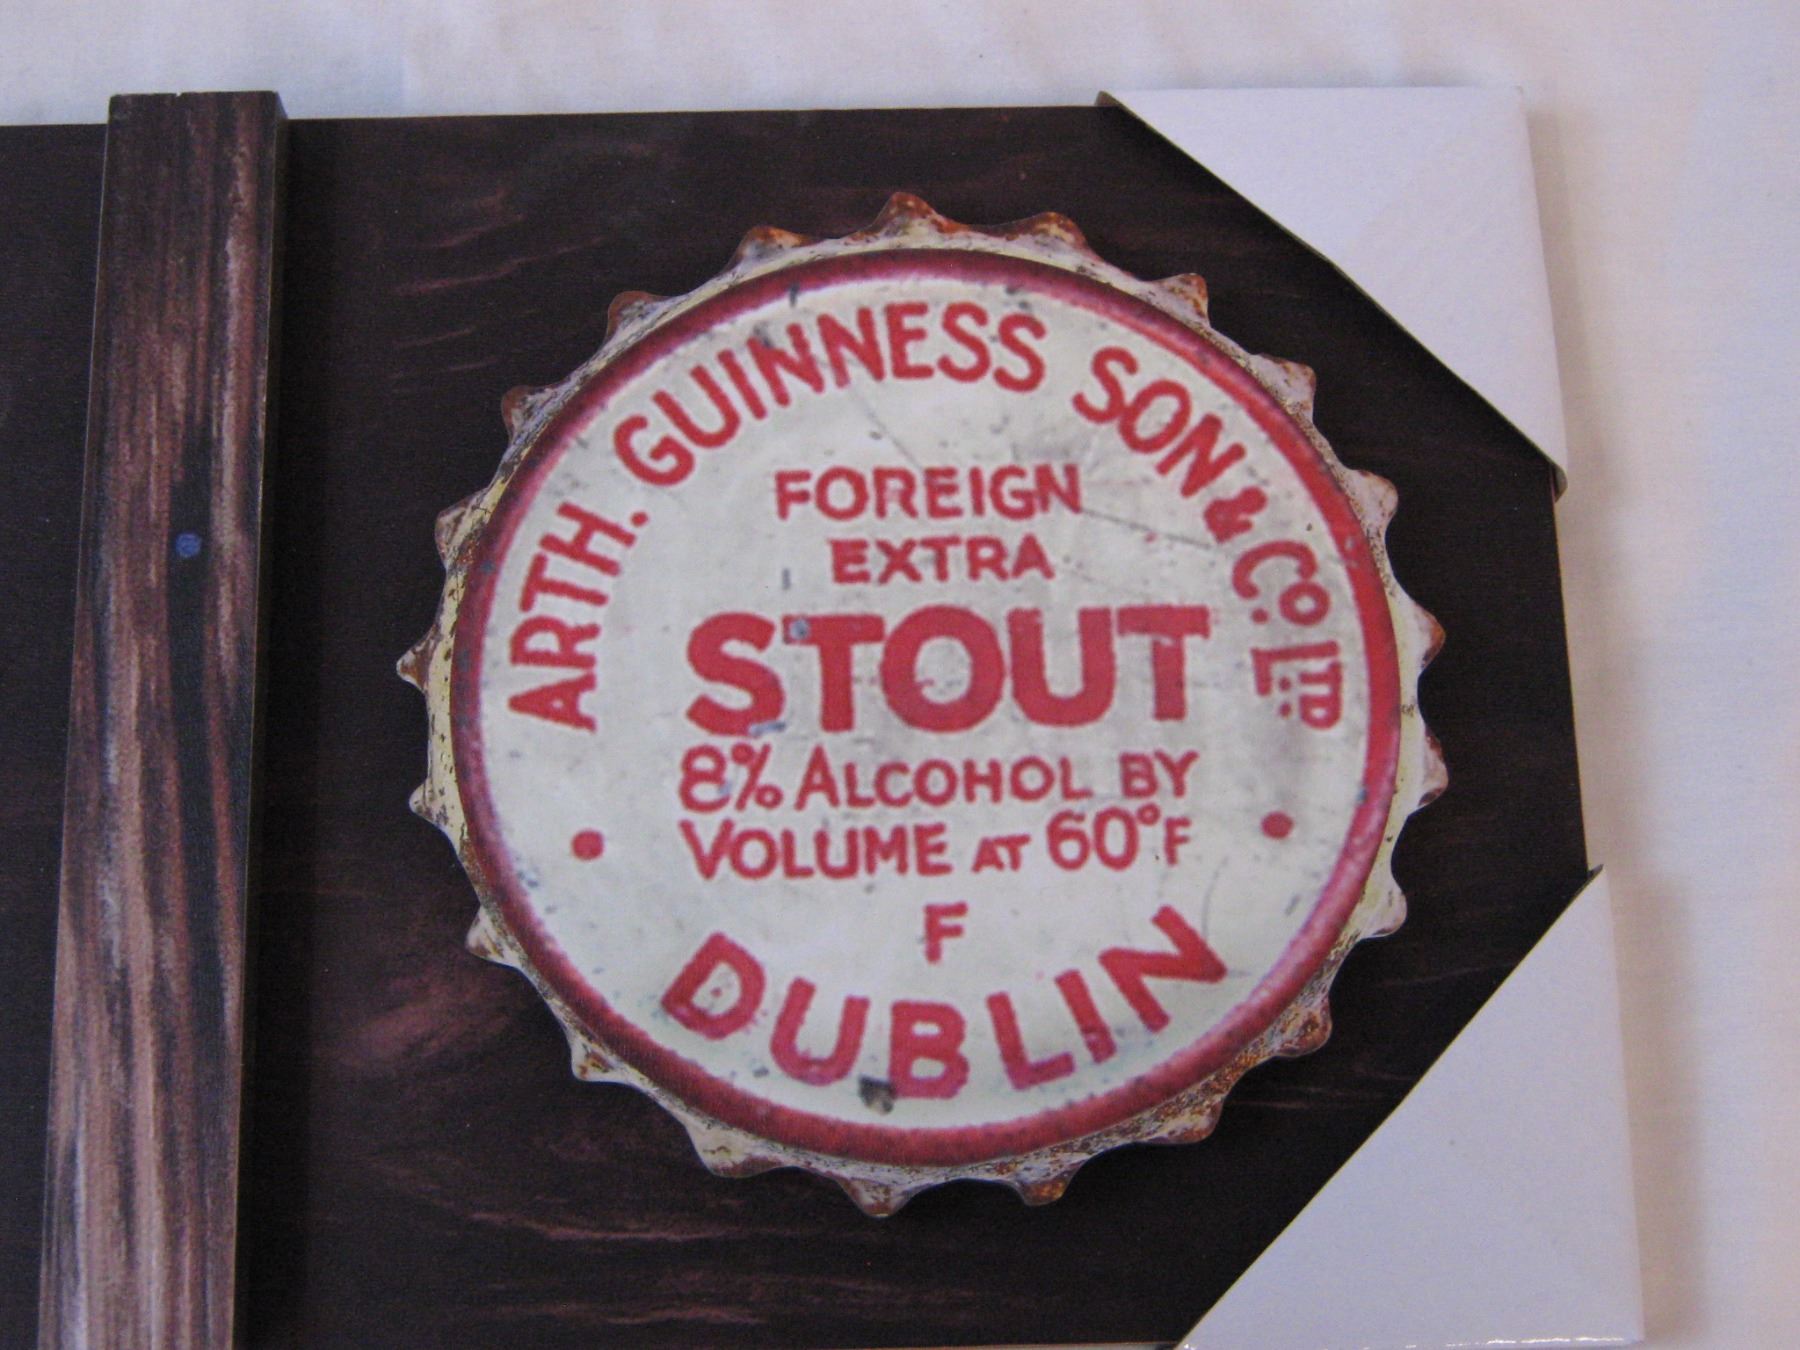 ARTH. GUINNESS SON & CO. LTD.
FOREIGN
EXTRA
STOUT
8% ALCOHOL BY
VOLUME AT 60°F
F
DUBLIN